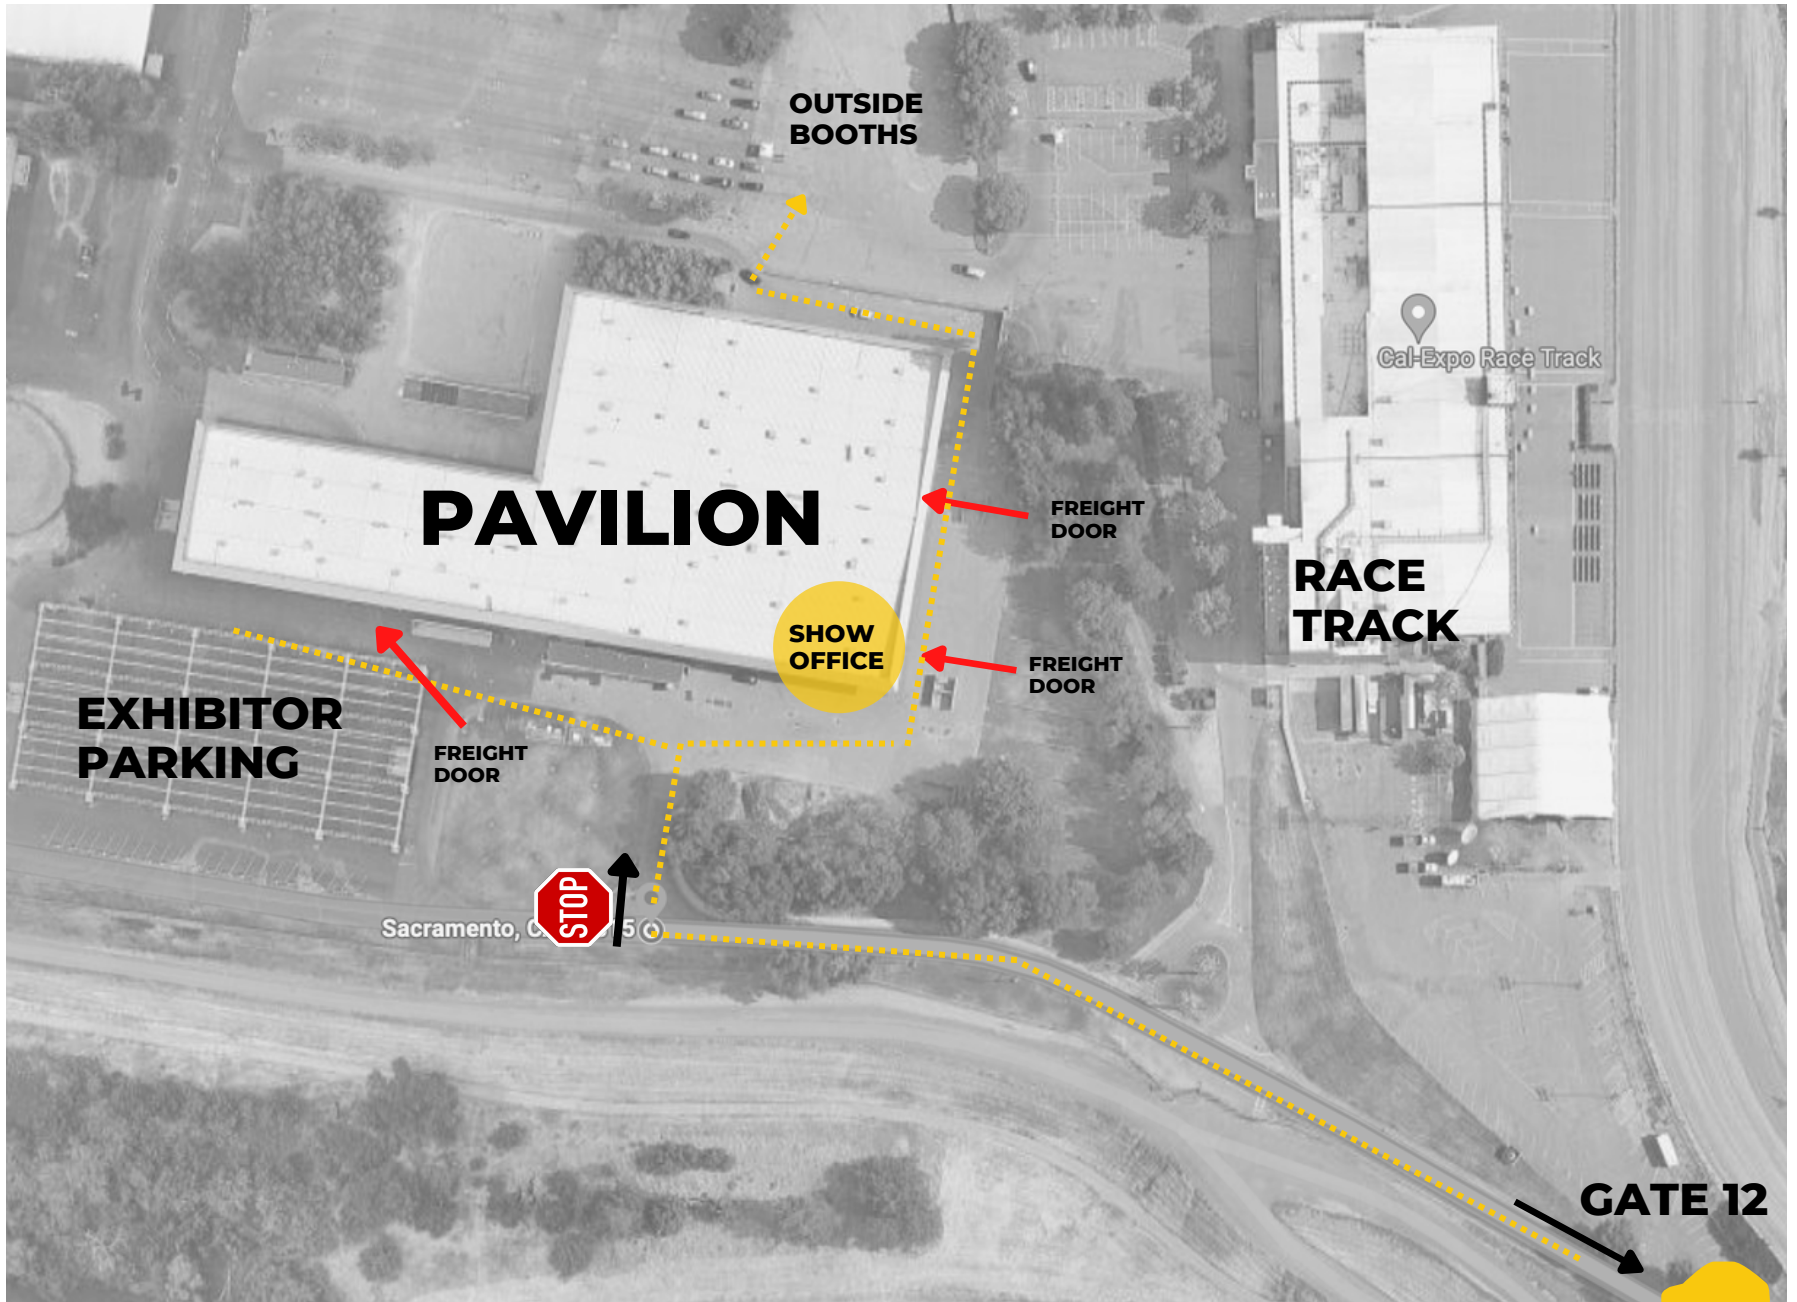 OUTSIDE
BOOTHS
Cal-Expo Race Track
PAVILION
FREIGHT
DOOR
RACE
TRACK
SHOW
OFFICE
FREIGHT
DOOR
EXHIBITOR
PARKING
FREIGHT
DOOR
STOP
Sacramento, C
5
GATE 12